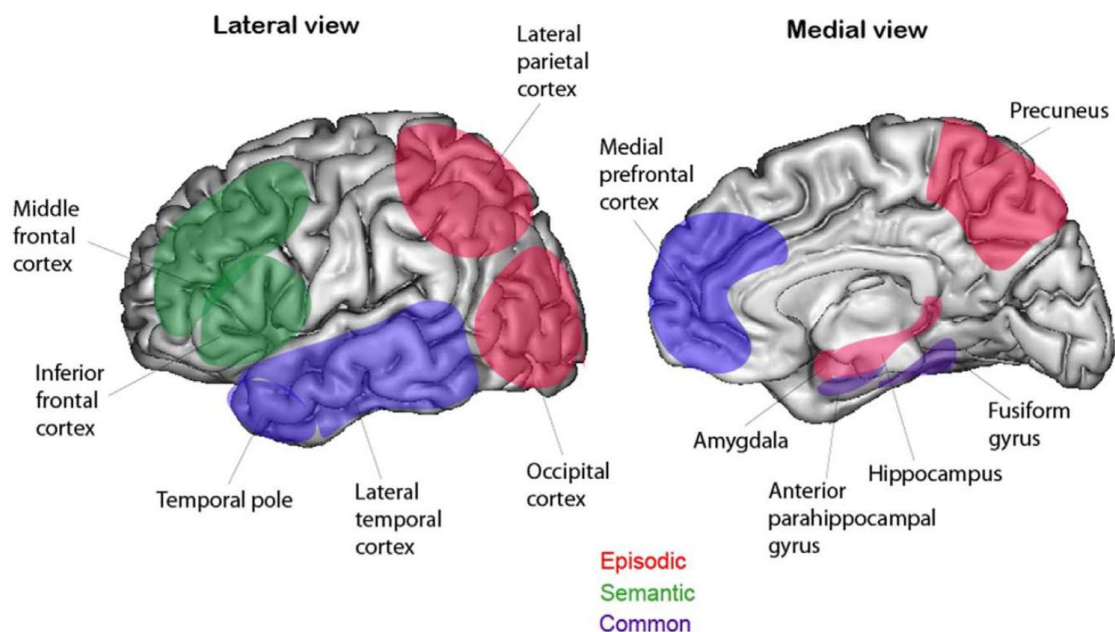 Lateral view
Lateral
parietal
cortex
Middle
frontal
cortex
Inferior
frontal
cortex
Temporal pole
Lateral
temporal
cortex
Occipital
cortex
Medial view
Precuneus
Medial
prefrontal
cortex
Amygdala
Anterior
parahippocampal
gyrus
Hippocampus
Fusiform
gyrus
Episodic
Semantic
Common